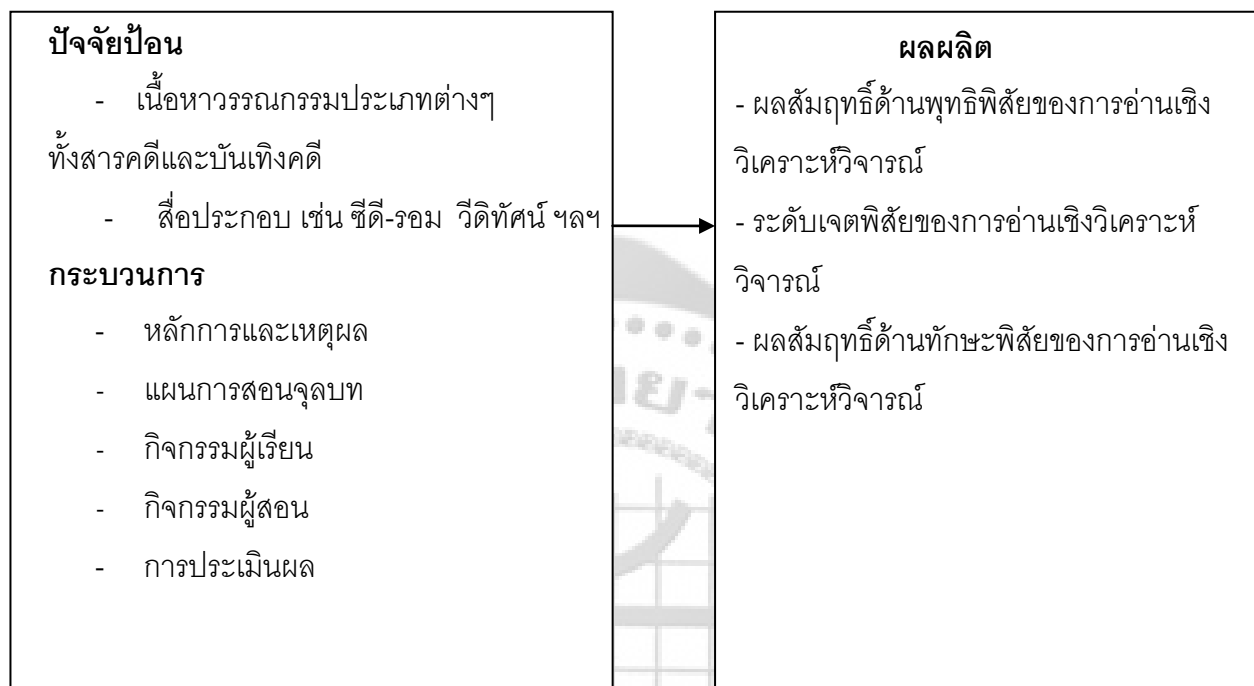 ปัจจัยป้อน
- เนื้อหาวรรณกรรมประเภทต่างๆ
ทั้งสารคดีและบันเทิงคดี
- สื่อประกอบ เช่น ซีดี-รอม วีดิทัศน์ ฯลฯ
กระบวนการ
- หลักการและเหตุผล
- แผนการสอนจุลบท
- กิจกรรมผู้เรียน
- กิจกรรมผู้สอน
- การประเมินผล
ผลผลิต
- ผลสัมฤทธิ์ด้านพุทธิพิสัยของการอ่านเชิง
วิเคราะห์วิจารณ์
- ระดับเจตพิสัยของการอ่านเชิงวิเคราะห์
วิจารณ์
- ผลสัมฤทธิ์ด้านทักษะพิสัยของการอ่านเชิง
วิเคราะห์วิจารณ์